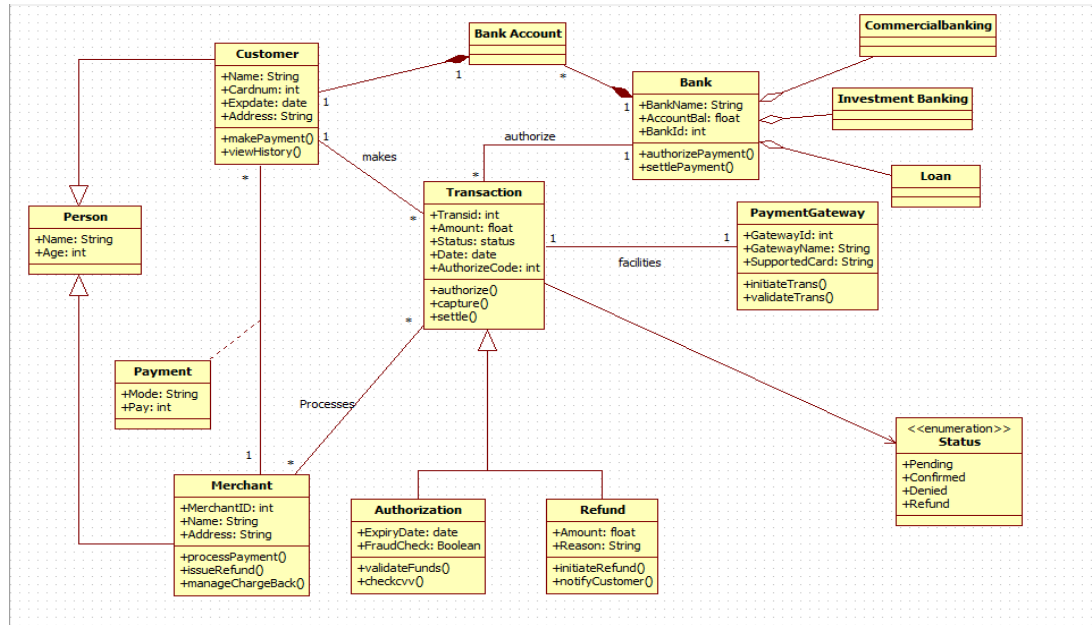 Customer
+Name: String
+Cardnum: int
+Expdate: date
+Address: String
+makePayment()
+viewHistory()
Bank Account
Commercialbanking
Investment Banking
Loan
Bank
+BankName: String
+AccountBal: float
+BankId: int
+authorizePayment()
+settlePayment()
1
1
*
1
authorize
1
*
1
makes
*
*
Person
+Name: String
+Age: int
Transaction
+Transid: int
+Amount: float
+Status: status
+Date: date
+AuthorizeCode: int
+authorize()
+capture()
+settle()
PaymentGateway
+GatewayId: int
+GatewayName: String
+SupportedCard: String
+initiateTrans()
+validateTrans()
1
1
facilities
*
Payment
+Mode: String
+Pay: int
Processes
1
*
Merchant
+MerchantID: int
+Name: String
+Address: String
+processPayment()
+issueRefund()
+manageChargeBack()
Authorization
+ExpiryDate: date
+FraudCheck: Boolean
+validateFunds()
+checkcvv()
Refund
+Amount: float
+Reason: String
+initiateRefund()
+notifyCustomer()
<<enumeration>>
Status
+Pending
+Confirmed
+Denied
+Refund